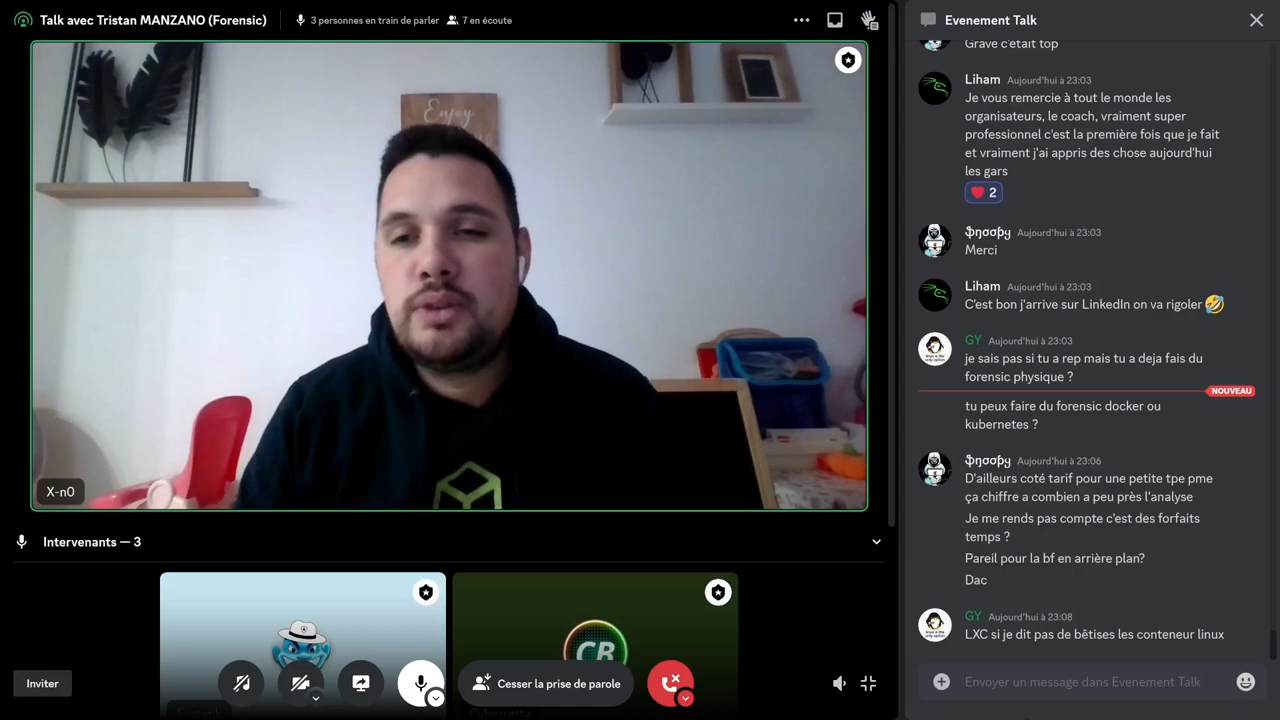 Talk avec Tristan MANZANO (Forensic)
3 personnes en train de parler
7 en écoute
Enjoy
X-n0
Intervenants — 3
CB
Inviter
Cesser la prise de parole
Evenement Talk
Grave c'était top
Liham Aujourd'hui à 23:03
Je vous remercie à tout le monde les
organisateurs, le coach, vraiment super
professionnel c'est la première fois que je fait
et vraiment j'ai appris des chose aujourd'hui
les gars
❤️ 2
Aujourd'hui à 23:03
Merci
Liham Aujourd'hui à 23:03
C'est bon j'arrive sur LinkedIn on va rigoler 🤣
GY Aujourd'hui à 23:03
je sais pas si tu a rep mais tu a deja fais du
forensic physique ?
NOUVEAU
tu peux faire du forensic docker ou
kubernetes ?
Aujourd'hui à 23:06
D'ailleurs coté tarif pour une petite tpe pme
ça chiffre a combien a peu près l'analyse
Je me rends pas compte c'est des forfaits
temps ?
Pareil pour la bf en arrière plan?
Dac
GY Aujourd'hui à 23:08
LXC si je dit pas de bêtises les conteneur linux
Envoyer un message dans Evenement Talk